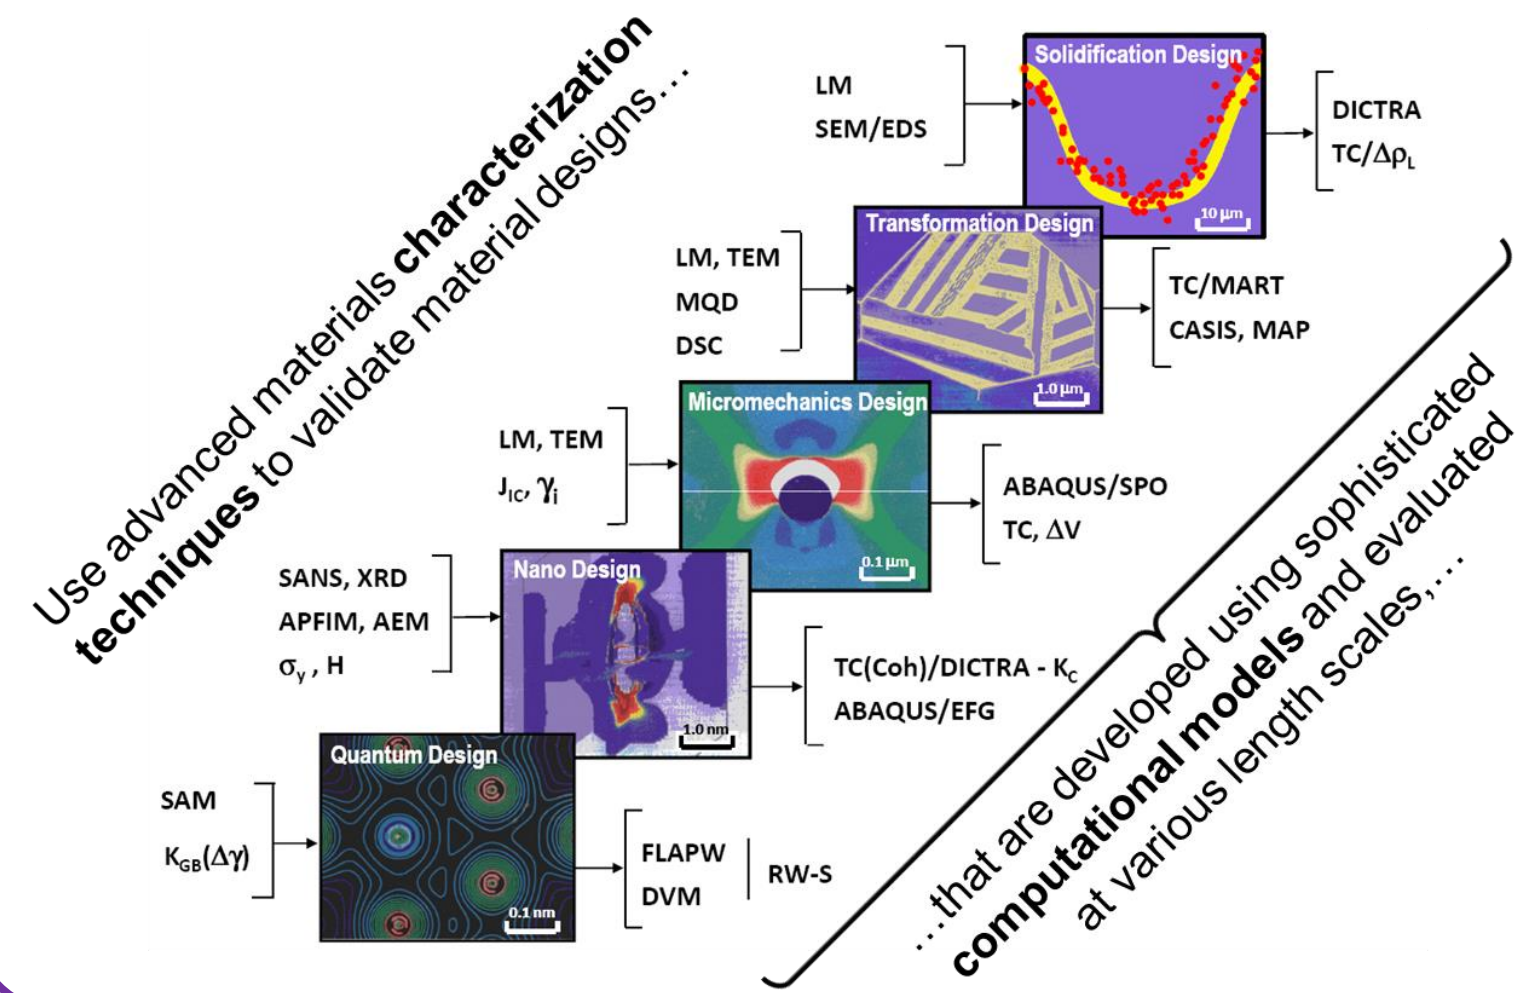 Use advanced materials characterization
techniques to validate material designs...
LM
SEM/EDS
Solidification Design
10 μm
DICTRA
TC/Δρ_L
LM, TEM
MQD
DSC
Transformation Design
1.0 μm
TC/MART
CASIS, MAP
LM, TEM
J_IC, γ_i
Micromechanics Design
0.1 μm
ABAQUS/SPO
TC, ΔV
SANS, XRD
APFIM, AEM
σ_y , H
Nano Design
1.0 nm
TC(Coh)/DICTRA - K_C
ABAQUS/EFG
SAM
K_GB(Δγ)
Quantum Design
0.1 nm
FLAPW
DVM
RW-S
...that are developed using sophisticated
computational models and evaluated
at various length scales,...